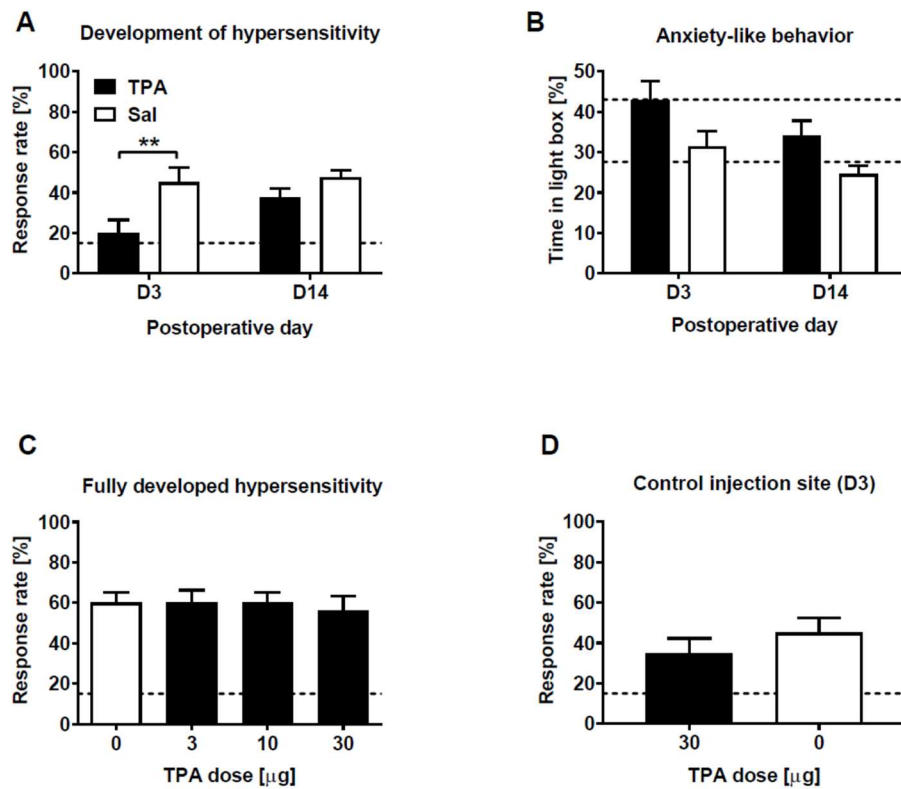 A
Development of hypersensitivity
Response rate [%]
100
80
60
40
20
0
TPA
Sal
**
D3 D14
Postoperative day
B
Anxiety-like behavior
Time in light box [%]
50
40
30
20
10
0
D3 D14
Postoperative day
C
Fully developed hypersensitivity
Response rate [%]
100
80
60
40
20
0
0 3 10 30
TPA dose [µg]
D
Control injection site (D3)
Response rate [%]
100
80
60
40
20
0
30 0
TPA dose [µg]